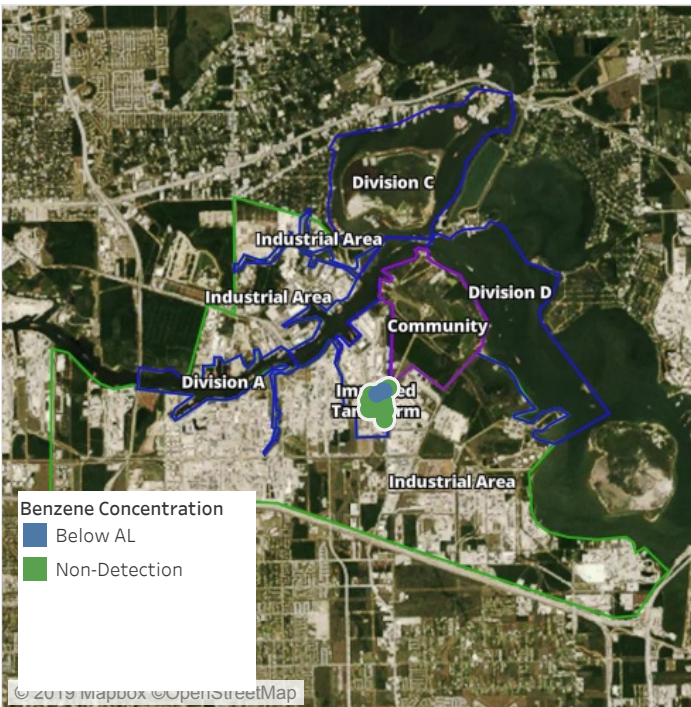 Division C
Industrial Area
Division D
Industrial Area
Community
Division A
Industrial Area
Benzene Concentration
Below AL
Non-Detection
© 2019 Mapbox ©OpenStreetMap